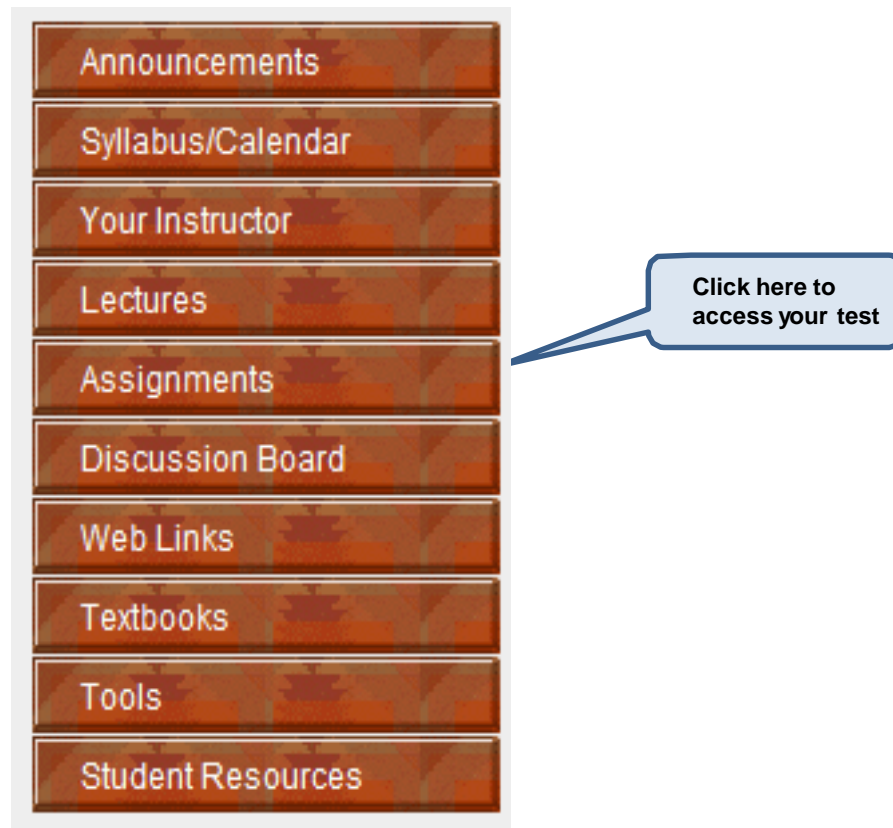 Announcements
Syllabus/Calendar
Your Instructor
Lectures
Click here to
access your test
Assignments
Discussion Board
Web Links
Textbooks
Tools
Student Resources